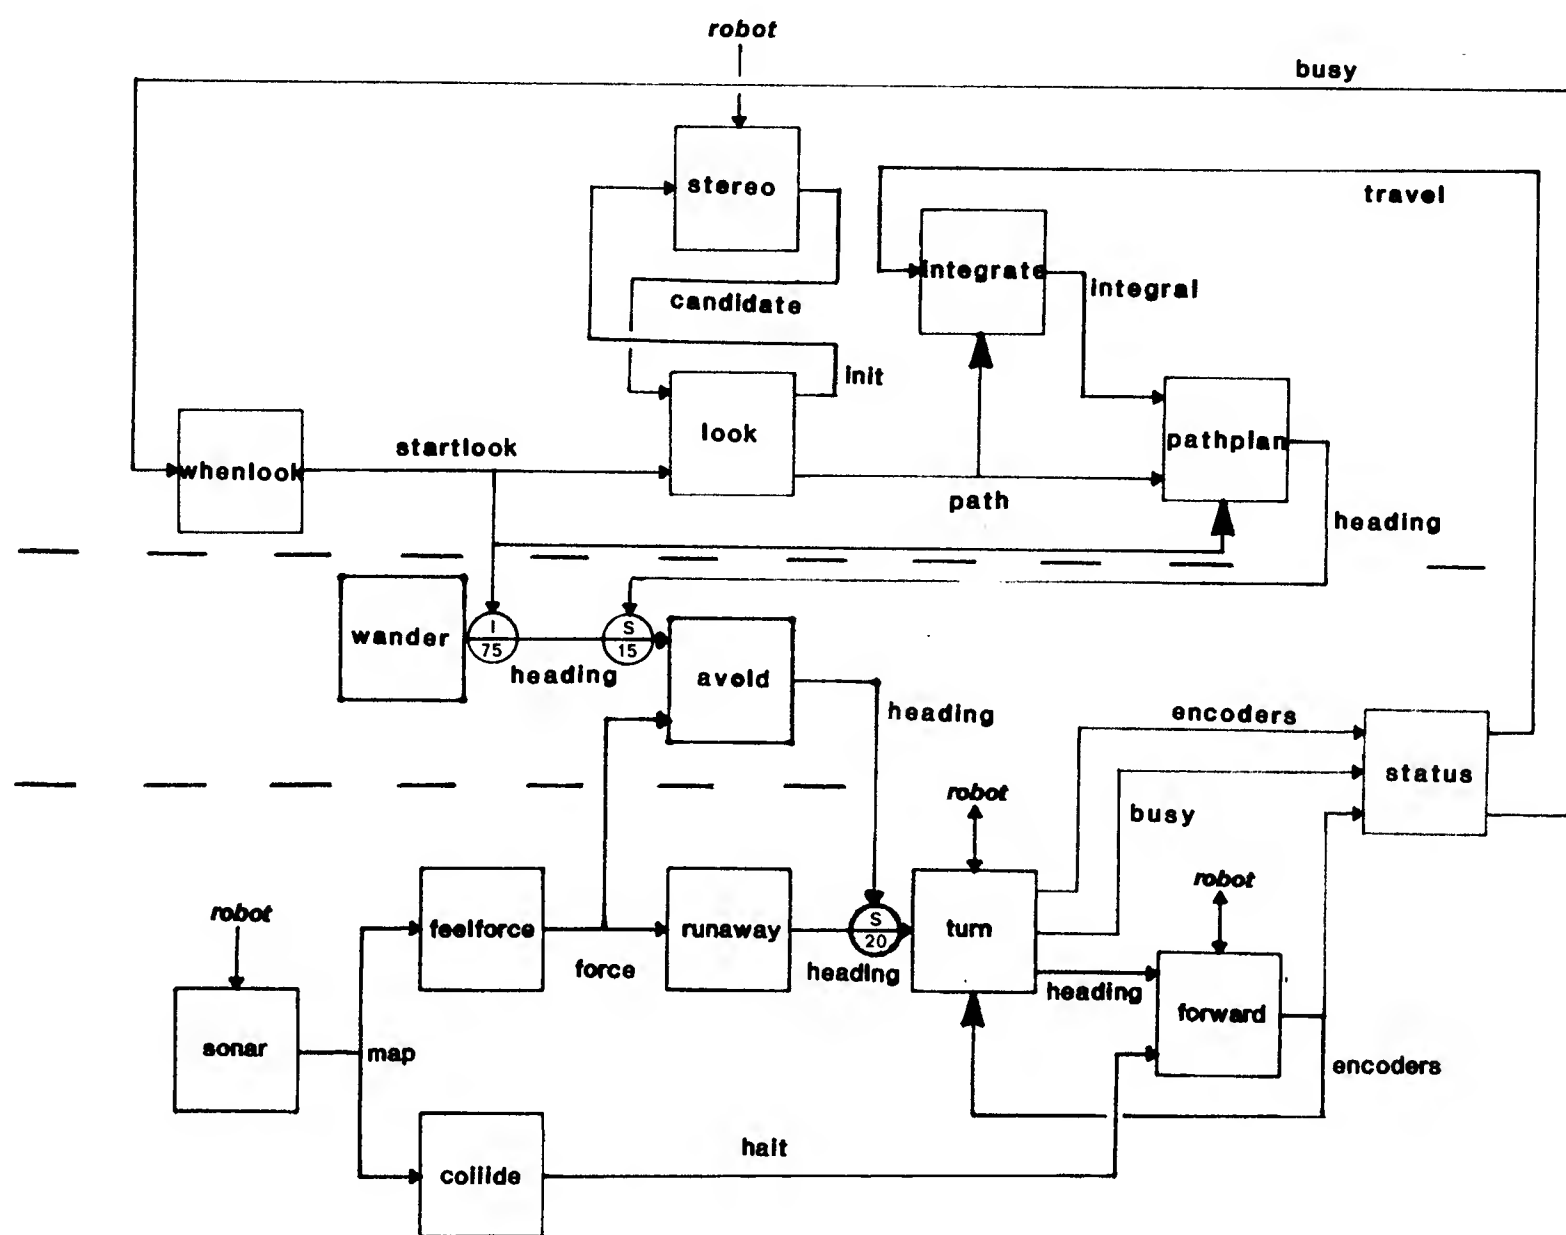 robot
busy
stereo
travel
integrate
integral
candidate
init
look
pathplan
startlook
whenlook
path
heading
wander
I
75
S
15
heading
avoid
heading
encoders
status
robot
busy
robot
robot
feelforce
runaway
S
20
turn
force
heading
heading
forward
sonar
map
encoders
halt
collide